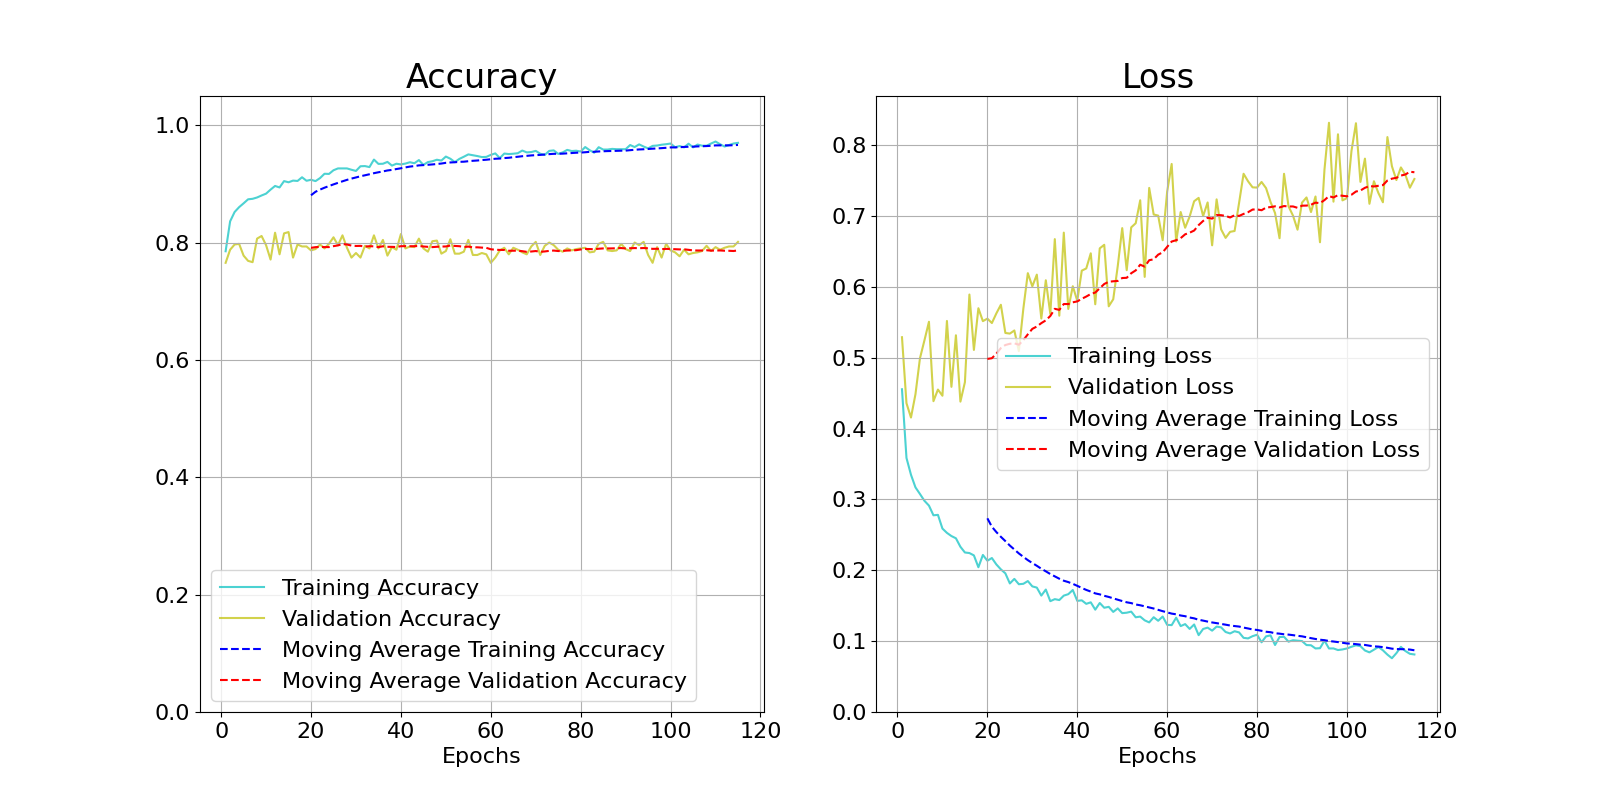 Accuracy
1.0
0.8
0.6
0.4
0.2
0.0
Training Accuracy
Validation Accuracy
Moving Average Training Accuracy
Moving Average Validation Accuracy
0 20 40 60 80 100 120
Epochs
Loss
0.8
0.7
0.6
0.5
0.4
0.3
0.2
0.1
0.0
Training Loss
Validation Loss
Moving Average Training Loss
Moving Average Validation Loss
0 20 40 60 80 100 120
Epochs